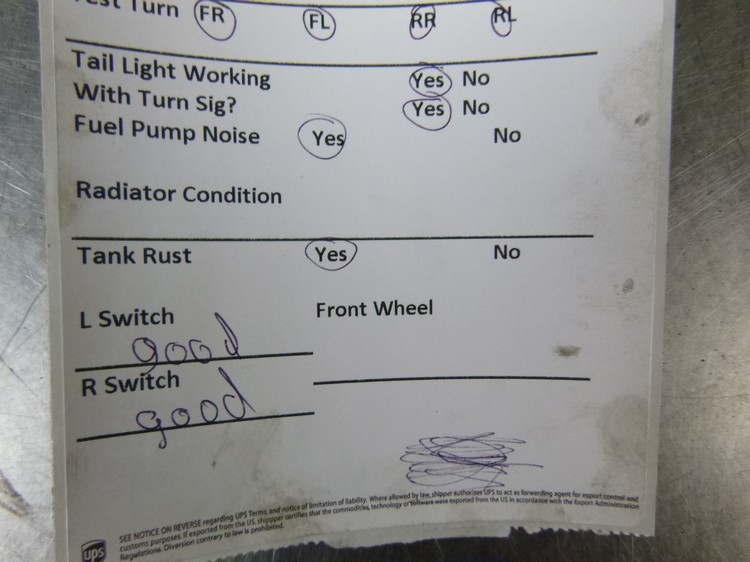 Test Turn FR FL RR RL
Tail Light Working Yes No
With Turn Sig? Yes No
Fuel Pump Noise Yes No
Radiator Condition
Tank Rust Yes No
L Switch Front Wheel
good
R Switch
good
SEE NOTICE ON REVERSE regarding UPS Terms, and notice of limitation of liability. Where allowed by law, shipper authorizes UPS to act as forwarding agent for export control and
customs purposes. If exported from the US, shipper certifies that the commodities, technology or software were exported from the US in accordance with the Export Administration
Regulations. Diversion contrary to law is prohibited.
ups